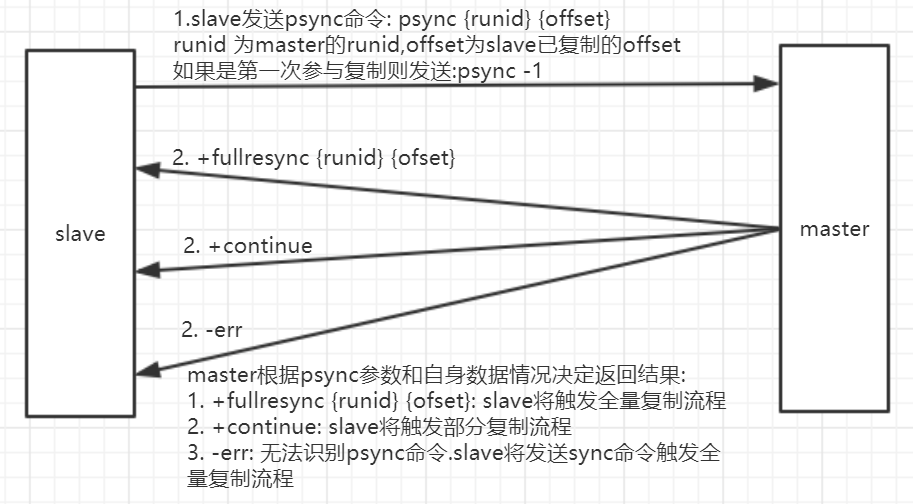 1.slave发送psync命令: psync {runid} {offset}
runid 为master的runid,offset为slave已复制的offset
如果是第一次参与复制则发送:psync -1
2. +fullresync {runid} {ofset}
slave
master
2. +continue
2. -err
master根据psync参数和自身数据情况决定返回结果:
1. +fullresync {runid} {ofset}: slave将触发全量复制流程
2. +continue: slave将触发部分复制流程
3. -err: 无法识别psync命令.slave将发送sync命令触发全
量复制流程